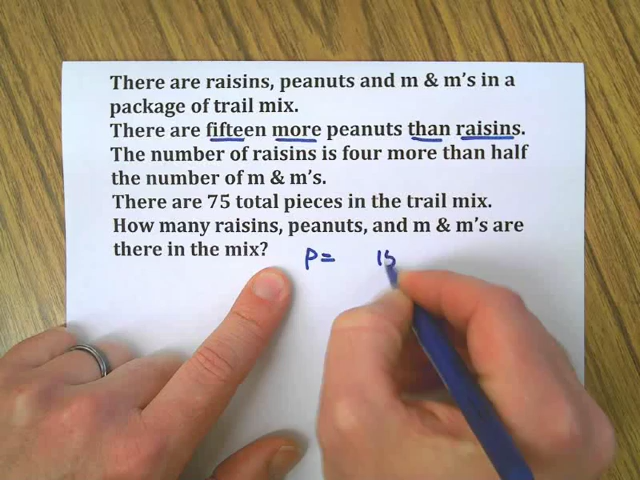 There are raisins, peanuts and m & m's in a
package of trail mix.
There are fifteen more peanuts than raisins.
The number of raisins is four more than half
the number of m & m's.
There are 75 total pieces in the trail mix.
How many raisins, peanuts, and m & m's are
there in the mix?
P= 15